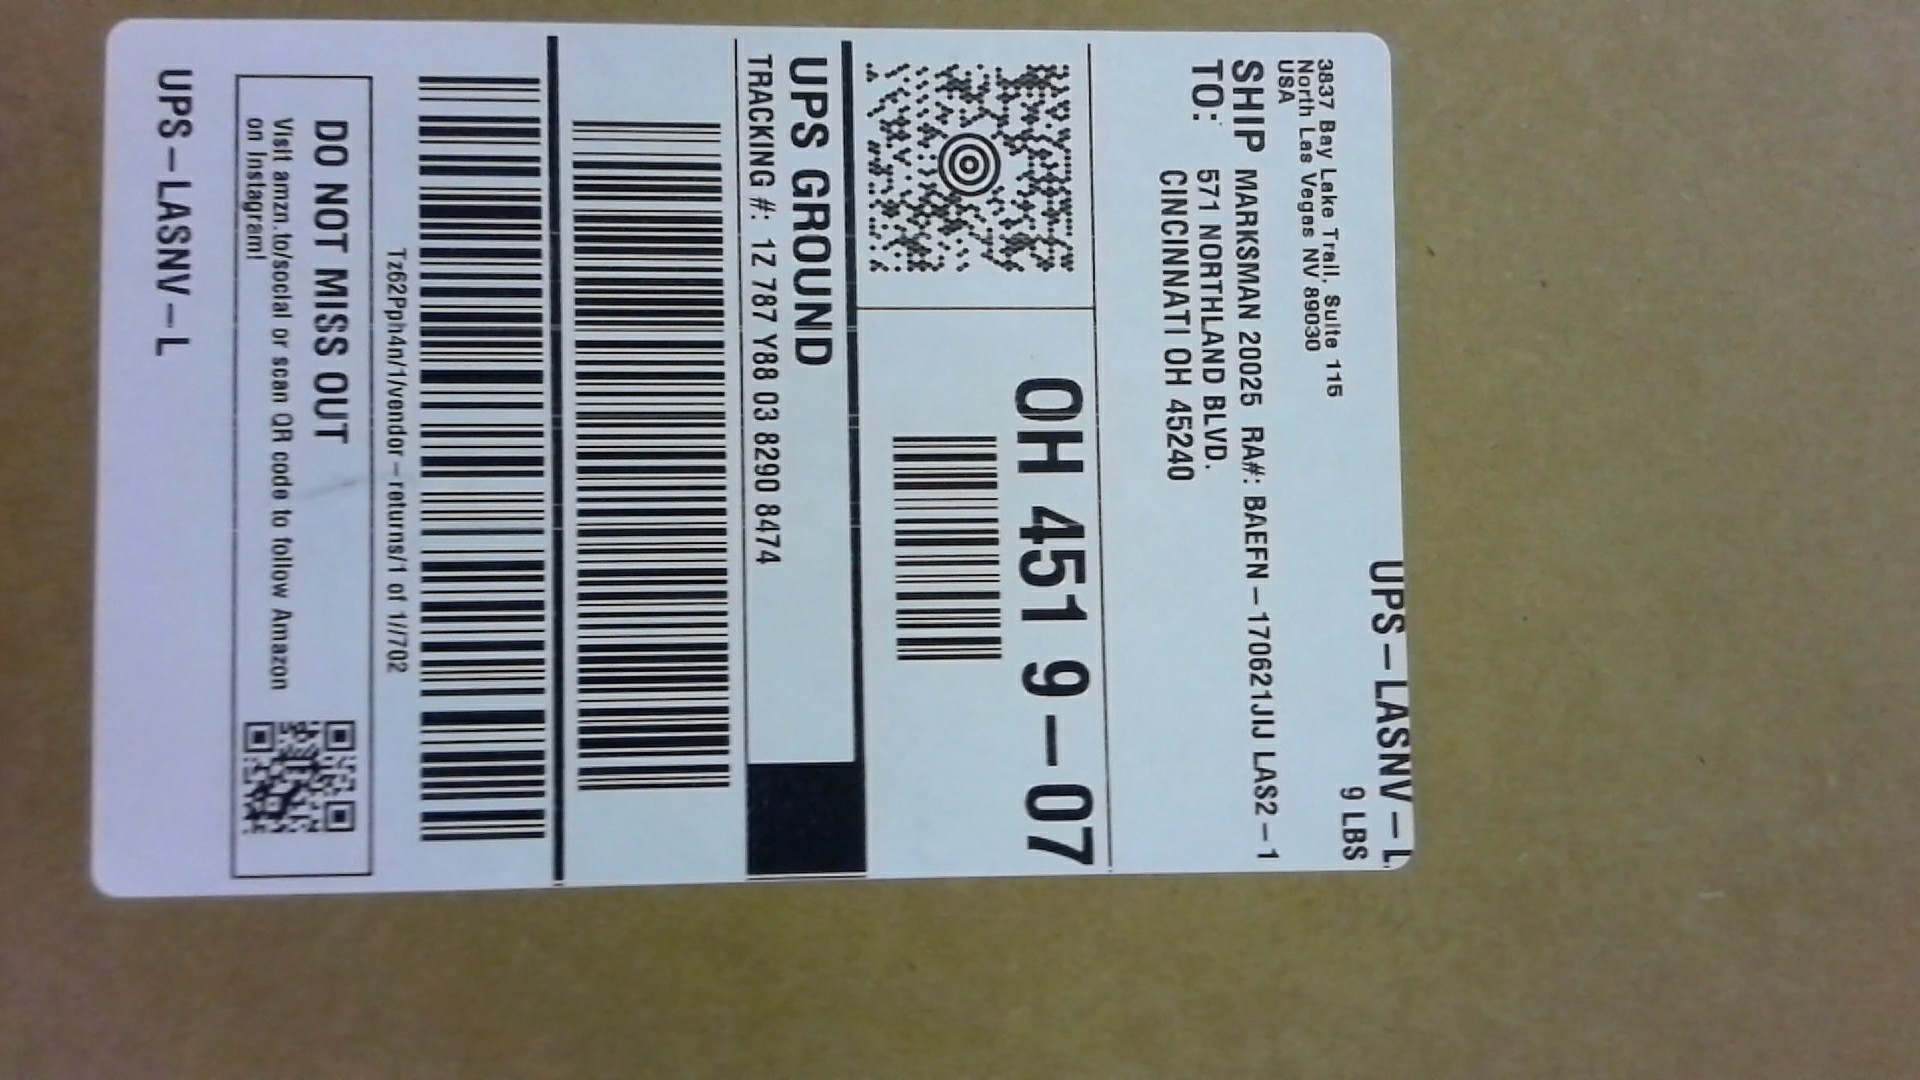 UPS-LASNV-L
9 LBS
3837 Bay Lake Trail, Suite 115
North Las Vegas NV 89030
USA
SHIP TO: MARKSMAN 20025 RA#: BAEFN-170621JIJ LAS2-1
571 NORTHLAND BLVD.
CINCINNATI OH 45240
OH 451 9-07
UPS GROUND
TRACKING #: 1Z 787 Y88 03 8290 8474
Tz62Pph4n/1/vendor-returns/1 of 1//702
DO NOT MISS OUT
Visit amzn.to/social or scan QR code to follow Amazon
on Instagram!
UPS-LASNV-L